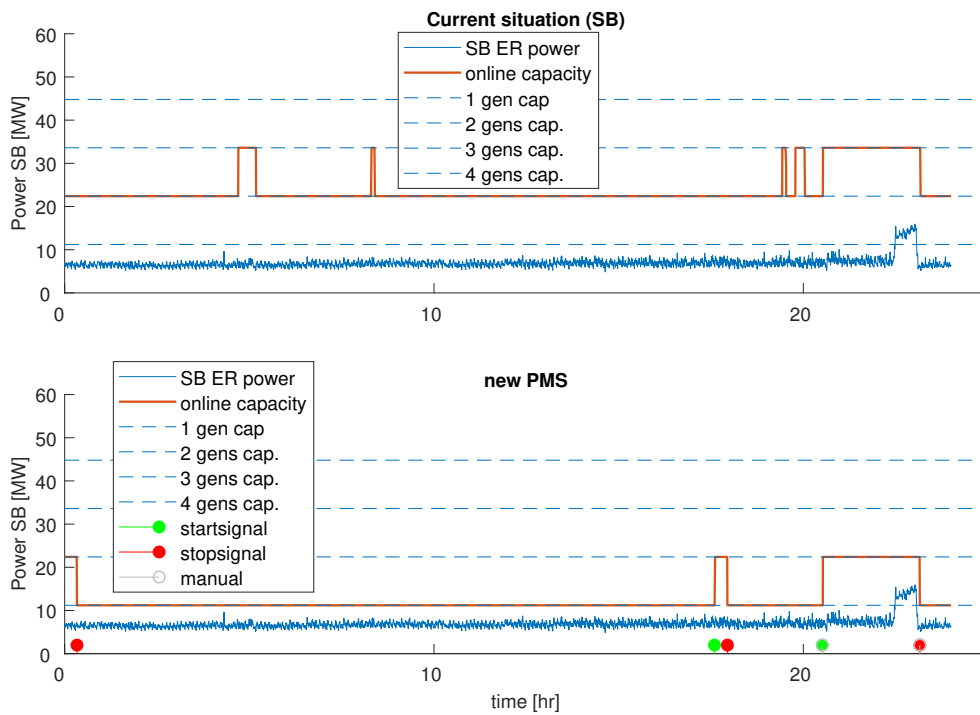 Current situation (SB)
60
50
40
30
20
10
0
Power SB [MW]
SB ER power
online capacity
1 gen cap
2 gens cap.
3 gens cap.
4 gens cap.
0
10
20
new PMS
60
50
40
30
20
10
0
Power SB [MW]
SB ER power
online capacity
1 gen cap
2 gens cap.
3 gens cap.
4 gens cap.
startsignal
stopsignal
manual
0
10
20
time [hr]